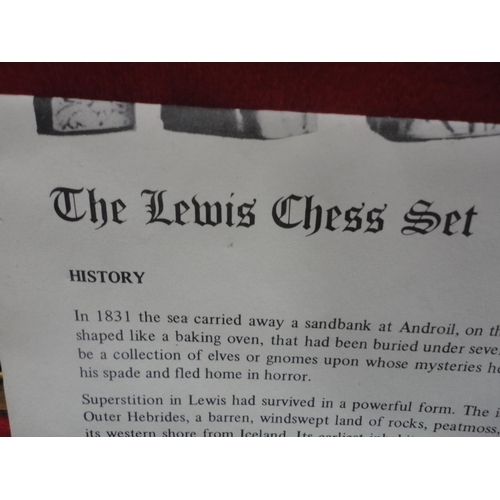 The Lewis Chess Set
HISTORY
In 1831 the sea carried away a sandbank at Androil, on
shaped like a baking oven, that had been buried under
be a collection of elves or gnomes upon whose mysteries
his spade and fled home in horror.
Superstition in Lewis had survived in a powerful form. The
Outer Hebrides, a barren, windswept land of rocks, peatmoss,
its western shore from Iceland. Its earliest